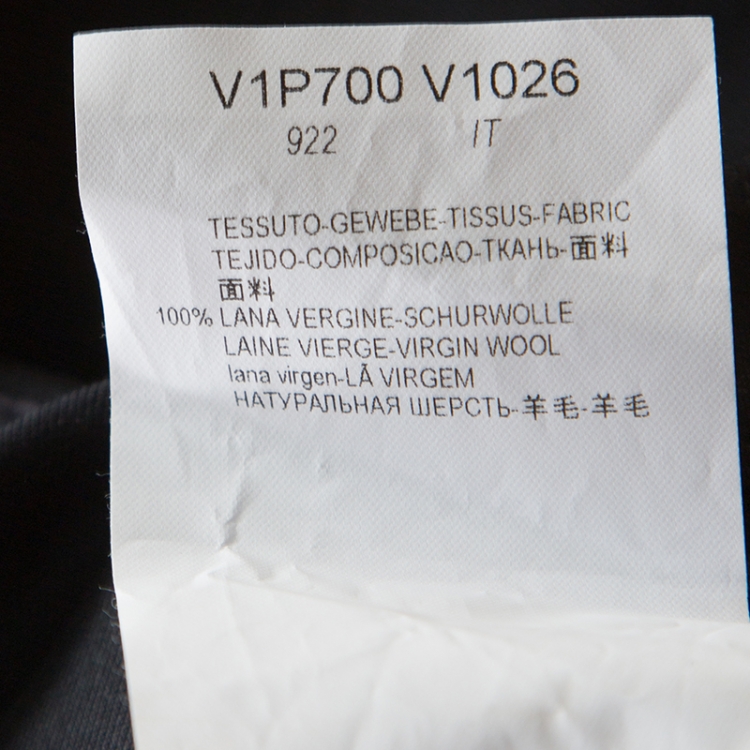 V1P700 V1026
922 IT
TESSUTO-GEWEBE-TISSUS-FABRIC
TEJIDO-COMPOSICAO-ТКАНЬ-面料
面料
100% LANA VERGINE-SCHURWOLLE
LAINE VIERGE-VIRGIN WOOL
lana virgen-LÃ VIRGEM
НАТУРАЛЬНАЯ ШЕРСТЬ-羊毛-羊毛